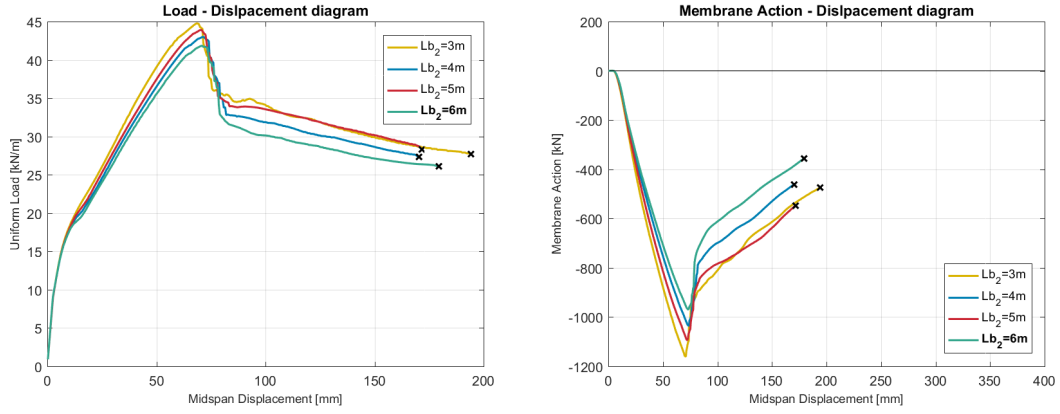 Load - Dislpacement diagram
45
40
35
30
25
20
15
10
5
0
Uniform Load [kN/m]
0 50 100 150 200
Midspan Displacement [mm]
Lb2=3m
Lb2=4m
Lb2=5m
Lb2=6m
Membrane Action - Dislpacement diagram
200
0
-200
-400
-600
-800
-1000
-1200
Membrane Action [kN]
0 50 100 150 200 250 300 350 400
Midspan Displacement [mm]
Lb2=3m
Lb2=4m
Lb2=5m
Lb2=6m